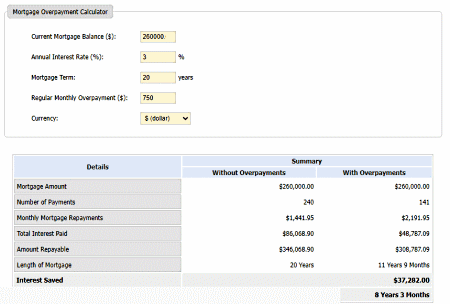 Mortgage Overpayment Calculator
Current Mortgage Balance ($): 260000
Annual Interest Rate (%): 3 %
Mortgage Term: 20 years
Regular Monthly Overpayment ($): 750
Currency: $ (dollar)
Details Summary
Without Overpayments With Overpayments
Mortgage Amount $260,000.00 $260,000.00
Number of Payments 240 141
Monthly Mortgage Repayments $1,441.95 $2,191.95
Total Interest Paid $86,068.90 $48,787.09
Amount Repayable $346,068.90 $308,787.09
Length of Mortgage 20 Years 11 Years 9 Months
Interest Saved $37,282.00
8 Years 3 Months